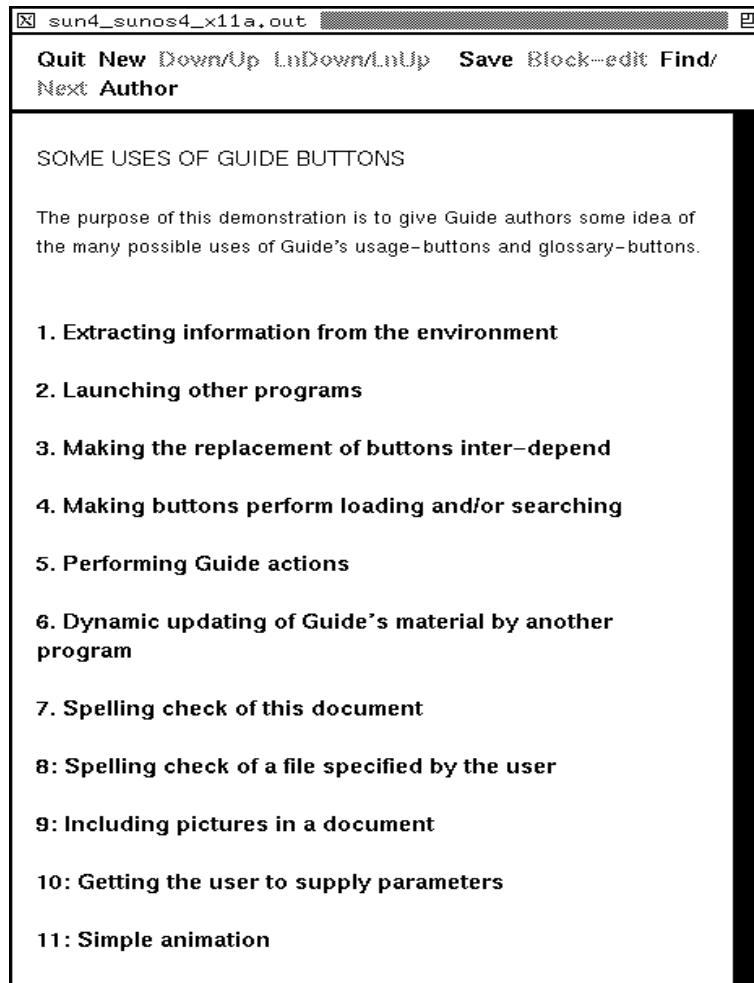 sun4_sunos4_x11a.out
Quit New Down/Up LnDown/LnUp Save Block-edit Find/
Next Author
SOME USES OF GUIDE BUTTONS
The purpose of this demonstration is to give Guide authors some idea of
the many possible uses of Guide's usage-buttons and glossary-buttons.
1. Extracting information from the environment
2. Launching other programs
3. Making the replacement of buttons inter-depend
4. Making buttons perform loading and/or searching
5. Performing Guide actions
6. Dynamic updating of Guide's material by another
program
7. Spelling check of this document
8: Spelling check of a file specified by the user
9: Including pictures in a document
10: Getting the user to supply parameters
11: Simple animation